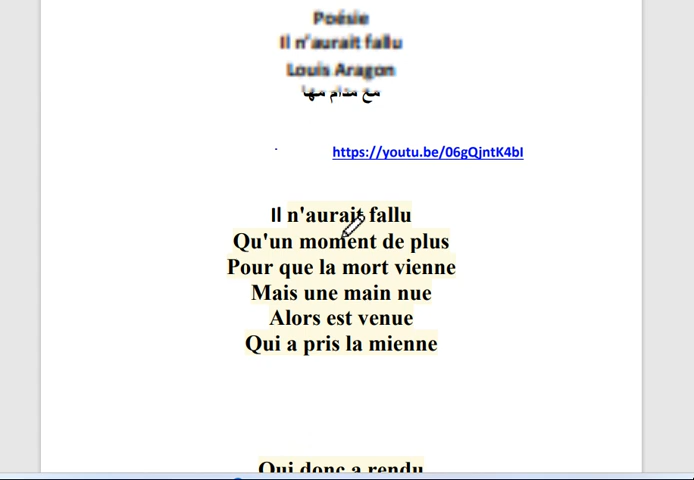 Poésie
Il n'aurait fallu
Louis Aragon
مع مدام مها
https://youtu.be/06gQjntK4bI
Il n'aurait fallu
Qu'un moment de plus
Pour que la mort vienne
Mais une main nue
Alors est venue
Qui a pris la mienne
Qui donc a rendu